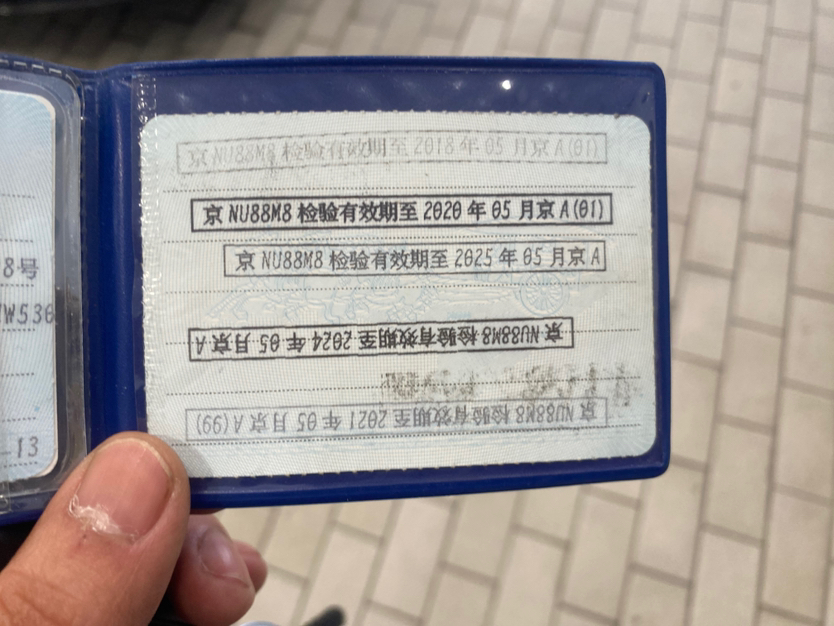 8号
W536
-13
京 NU88M8 检验有效期至 2018 年 05 月京 A(01)
京 NU88M8 检验有效期至 2020 年 05 月京 A(01)
京 NU88M8 检验有效期至 2025 年 05 月京 A
京 NU88M8 检验有效期至 2024 年 05 月京 A
京 NU88M8 检验有效期至 2021 年 05 月京 A(99)